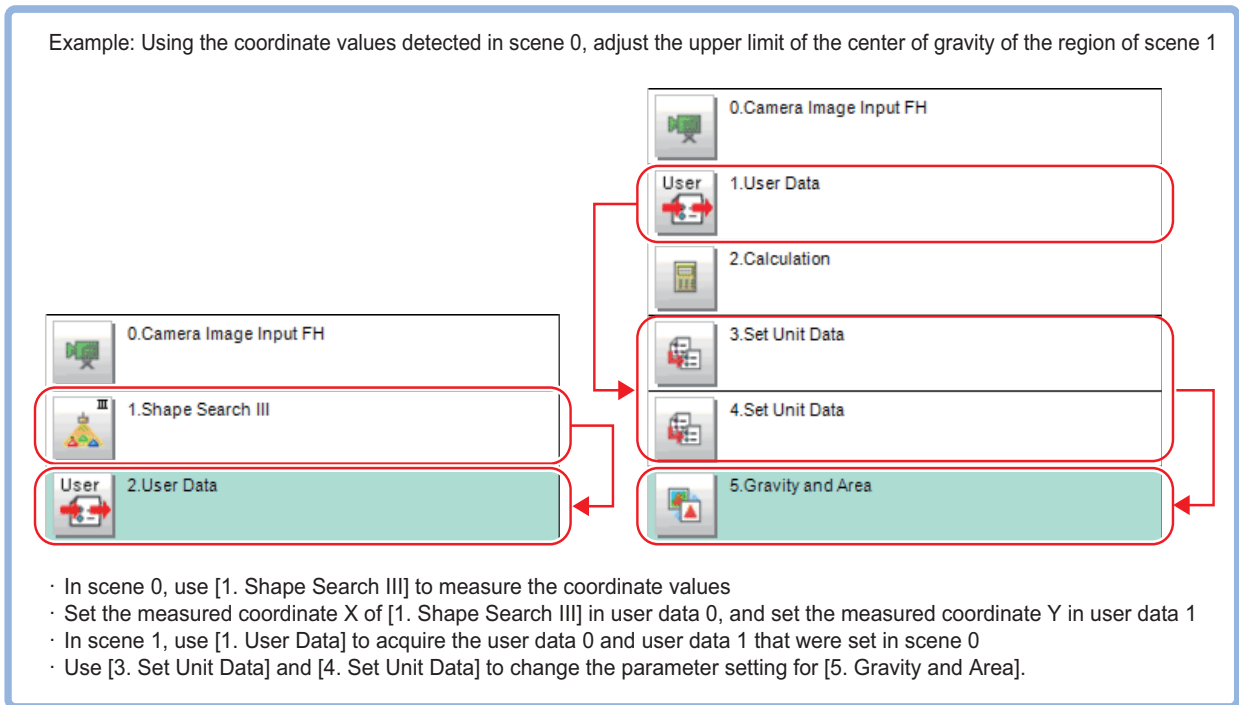 Example: Using the coordinate values detected in scene 0, adjust the upper limit of the center of gravity of the region of scene 1
0.Camera Image Input FH
III
1.Shape Search III
User
2.User Data
0.Camera Image Input FH
User
1.User Data
2.Calculation
3.Set Unit Data
4.Set Unit Data
5.Gravity and Area
· In scene 0, use [1. Shape Search III] to measure the coordinate values
· Set the measured coordinate X of [1. Shape Search III] in user data 0, and set the measured coordinate Y in user data 1
· In scene 1, use [1. User Data] to acquire the user data 0 and user data 1 that were set in scene 0
· Use [3. Set Unit Data] and [4. Set Unit Data] to change the parameter setting for [5. Gravity and Area].